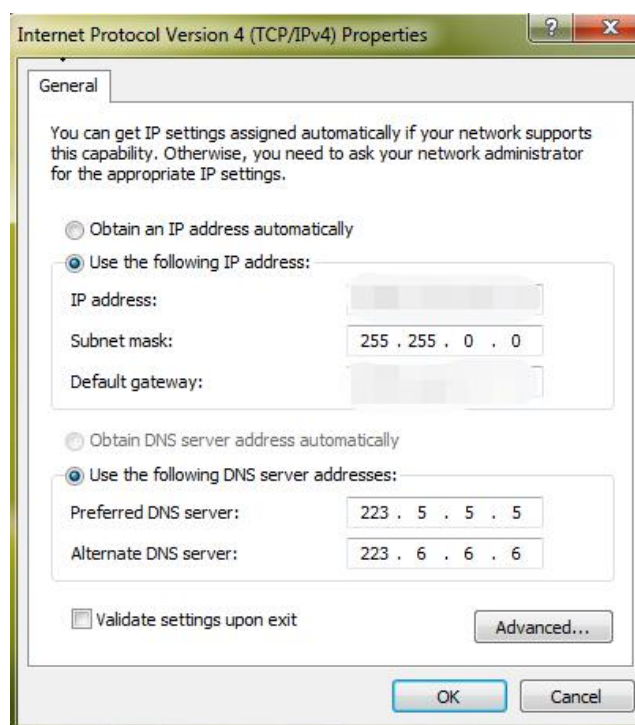 Internet Protocol Version 4 (TCP/IPv4) Properties
General
You can get IP settings assigned automatically if your network supports
this capability. Otherwise, you need to ask your network administrator
for the appropriate IP settings.
Obtain an IP address automatically
Use the following IP address:
IP address:
Subnet mask: 255 . 255 . 0 . 0
Default gateway:
Obtain DNS server address automatically
Use the following DNS server addresses:
Preferred DNS server: 223 . 5 . 5 . 5
Alternate DNS server: 223 . 6 . 6 . 6
Validate settings upon exit
Advanced...
OK Cancel